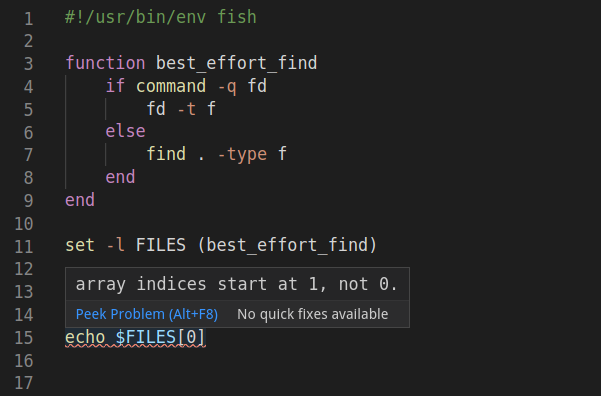 1 #!/usr/bin/env fish
2
3 function best_effort_find
4 if command -q fd
5 fd -t f
6 else
7 find . -type f
8 end
9 end
10
11 set -l FILES (best_effort_find)
12
13 array indices start at 1, not 0.
14 Peek Problem (Alt+F8) No quick fixes available
15 echo $FILES[0]
16
17